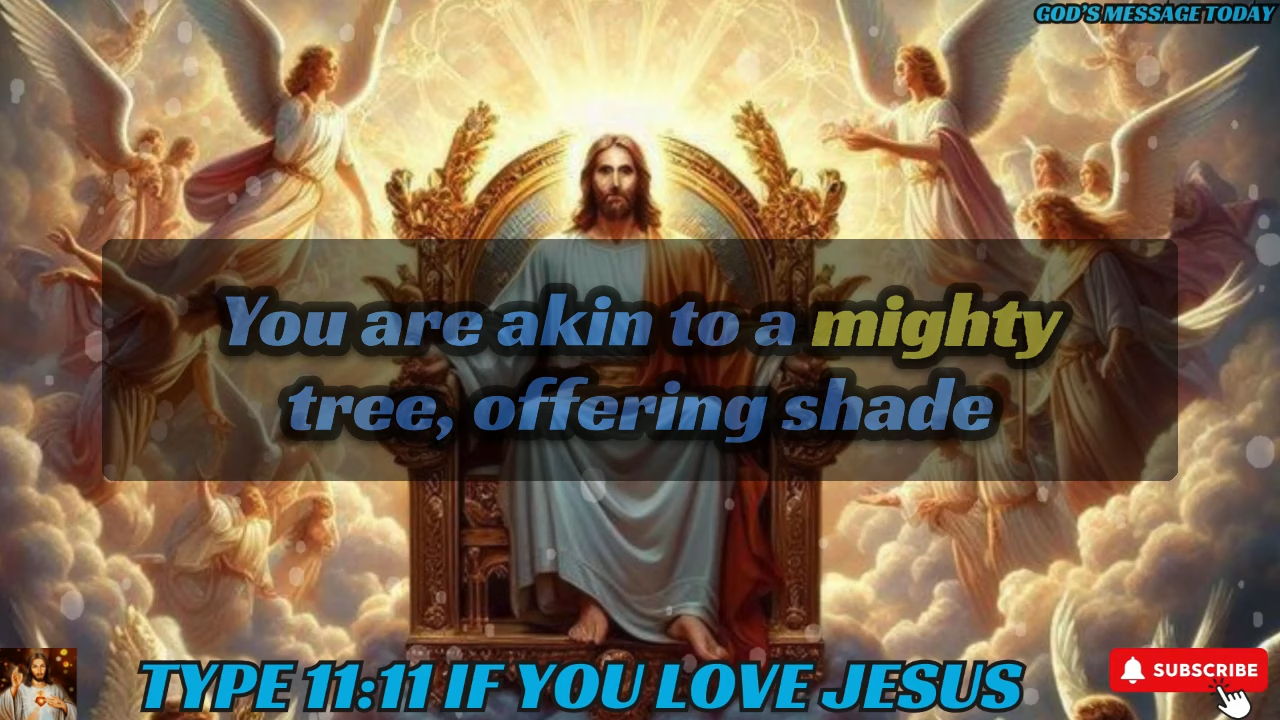 GOD'S MESSAGE TODAY
You are akin to a mighty
tree, offering shade
TYPE 11:11 IF YOU LOVE JESUS
SUBSCRIBE